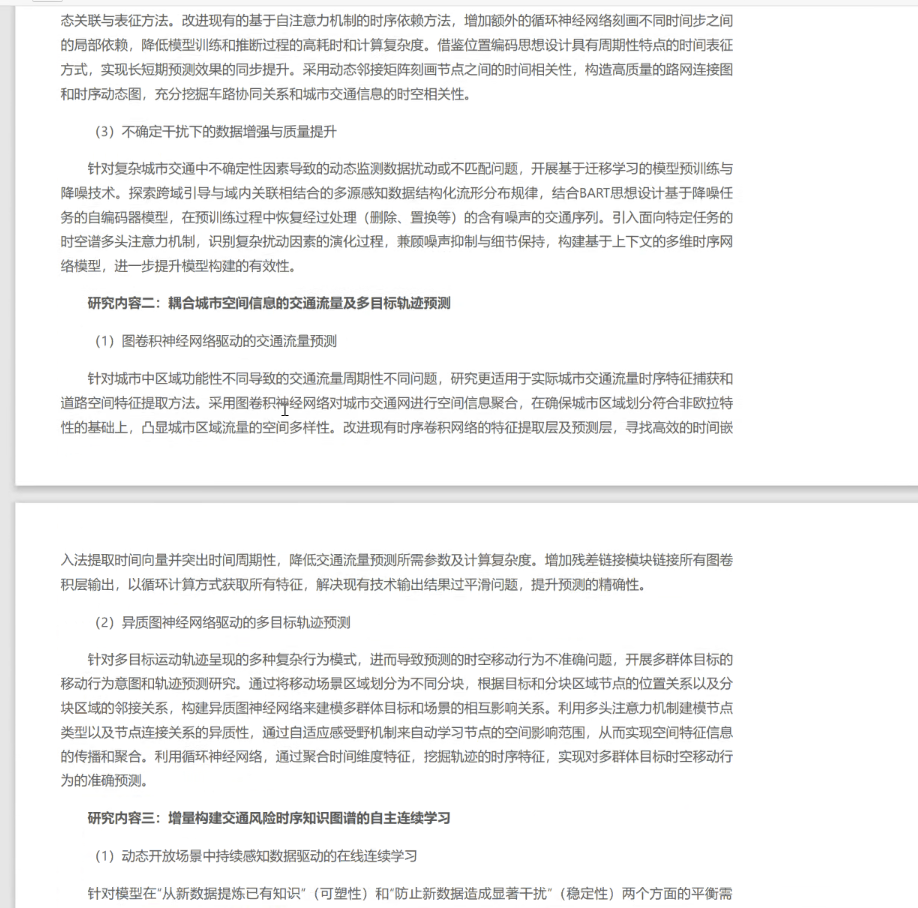 态关联与表征方法。改进现有的基于自注意力机制的时序依赖方法，增加额外的循环神经网络刻画不同时间步之间
的局部依赖，降低模型训练和推断过程的高耗时和计算复杂度。借鉴位置编码思想设计具有周期性特点的时间表征
方式，实现长短期预测效果的同步提升。采用动态邻接矩阵刻画节点之间的时间相关性，构造高质量的路网连接图
和时序动态图，充分挖掘车路协同关系和城市交通信息的时空相关性。
（3）不确定干扰下的数据增强与质量提升
针对复杂城市交通中不确定性因素导致的动态监测数据扰动或不匹配问题，开展基于迁移学习的模型预训练与
降噪技术。探索跨域引导与域内关联相结合的多源感知数据结构化流形分布规律，结合BART思想设计基于降噪任
务的自编码器模型，在预训练过程中恢复经过处理（删除、置换等）的含有噪声的交通序列。引入面向特定任务的
时空谱多头注意力机制，识别复杂扰动因素的演化过程，兼顾噪声抑制与细节保持，构建基于上下文的多维时序网
络模型，进一步提升模型构建的有效性。
研究内容二：耦合城市空间信息的交通流量及多目标轨迹预测
（1）图卷积神经网络驱动的交通流量预测
针对城市中区域功能性不同导致的交通流量周期性不同问题，研究更适用于实际城市交通流量时序特征捕获和
道路空间特征提取方法。采用图卷积神经网络对城市交通网进行空间信息聚合，在确保城市区域划分符合非欧拉特
性的基础上，凸显城市区域流量的空间多样性。改进现有时序卷积网络的特征提取层及预测层，寻找高效的时间嵌
入法提取时间向量并突出时间周期性，降低交通流量预测所需参数及计算复杂度。增加残差链接模块链接所有图卷
积层输出，以循环计算方式获取所有特征，解决现有技术输出结果过平滑问题，提升预测的精确性。
（2）异质图神经网络驱动的多目标轨迹预测
针对多目标运动轨迹呈现的多种复杂行为模式，进而导致预测的时空移动行为不准确问题，开展多群体目标的
移动行为意图和轨迹预测研究。通过将移动场景区域划分为不同分块，根据目标和分块区域节点的位置关系以及分
块区域的邻接关系，构建异质图神经网络来建模多群体目标和场景的相互影响关系。利用多头注意力机制建模节点
类型以及节点连接关系的异质性，通过自适应感受野机制来自动学习节点的空间影响范围，从而实现空间特征信息
的传播和聚合。利用循环神经网络，通过聚合时间维度特征，挖掘轨迹的时序特征，实现对多群体目标时空移动行
为的准确预测。
研究内容三：增量构建交通风险时序知识图谱的自主连续学习
（1）动态开放场景中持续感知数据驱动的在线连续学习
针对模型在“从新数据提炼已有知识”（可塑性）和“防止新数据造成显著干扰”（稳定性）两个方面的平衡需